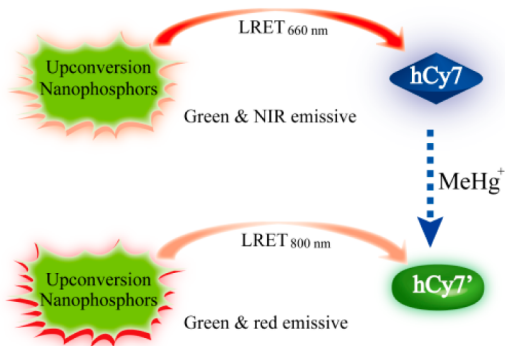 LRET 660 nm
Upconversion
Nanophosphors
hCy7
Green & NIR emissive
MeHg+
LRET 800 nm
Upconversion
Nanophosphors
hCy7’
Green & red emissive